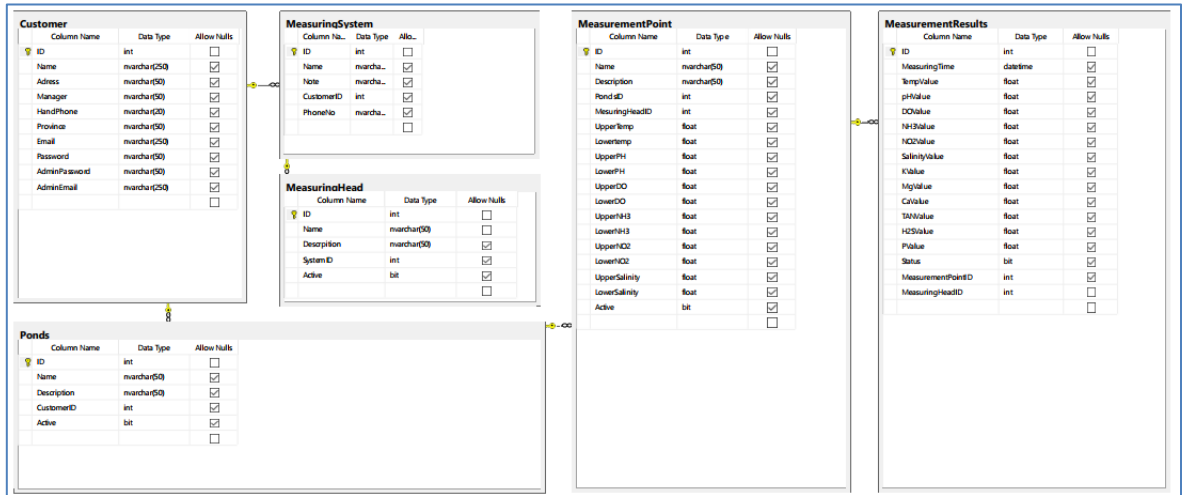 Customer
Column Name Data Type Allow Nulls
ID int
Name nvarchar(250)
Adress nvarchar(50)
Manager nvarchar(50)
HandPhone nvarchar(20)
Province nvarchar(50)
Email nvarchar(250)
Password nvarchar(50)
AdminPassword nvarchar(50)
AdminEmail nvarchar(250)
MeasuringSystem
Column Na... Data Type Allo...
ID int
Name nvarcha...
Note nvarcha...
CustomerID int
PhoneNo nvarcha...
MeasuringHead
Column Name Data Type Allow Nulls
ID int
Name nvarchar(50)
Description nvarchar(50)
SystemID int
Active bit
Ponds
Column Name Data Type Allow Nulls
ID int
Name nvarchar(50)
Description nvarchar(50)
CustomerID int
Active bit
MeasurementPoint
Column Name Data Type Allow Nulls
ID int
Name nvarchar(50)
Description nvarchar(50)
PondsID int
MesuringHeadID int
UpperTemp float
Lowertemp float
UpperPH float
LowerPH float
UpperDO float
LowerDO float
UpperNH3 float
LowerNH3 float
UpperNO2 float
LowerNO2 float
UpperSalinity float
LowerSalinity float
Active bit
MeasurementResults
Column Name Data Type Allow Nulls
ID int
MeasuringTime datetime
TempValue float
pHValue float
DOValue float
NH3Value float
NO2Value float
SalinityValue float
KValue float
MgValue float
CaValue float
TANValue float
H2SValue float
PValue float
Status bit
MeasurementPointID int
MeasuringHeadID int